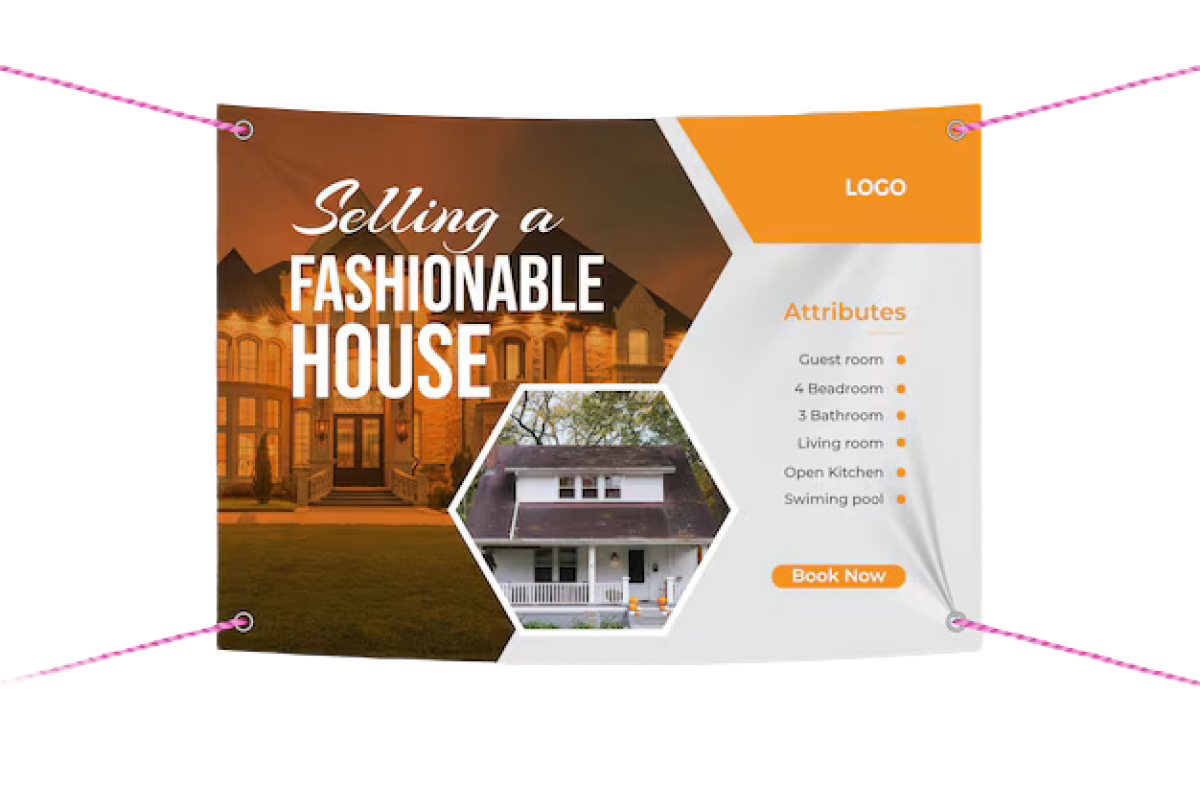 Selling a
FASHIONABLE
HOUSE
LOGO
Attributes
Guest room
4 Beadroom
3 Bathroom
Living room
Open Kitchen
Swiming pool
Book Now